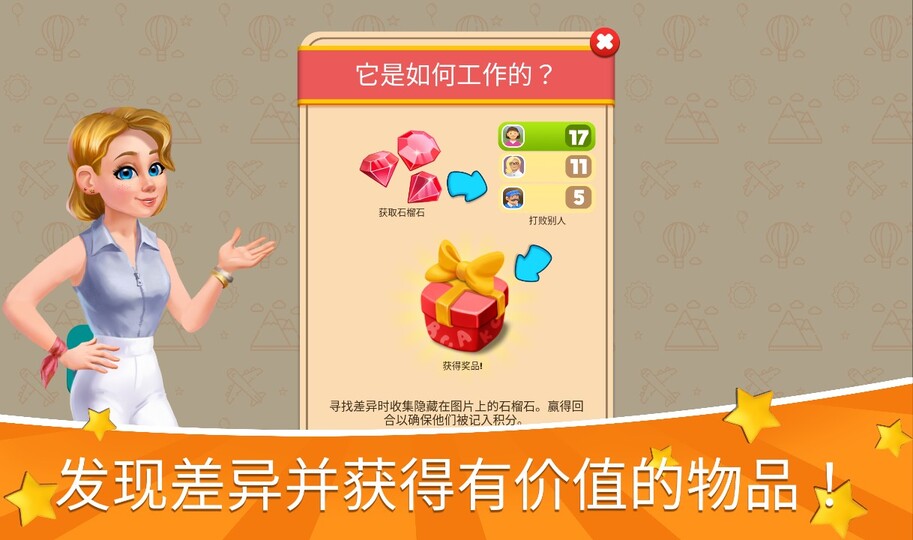 它是如何工作的？
17
11
5
获取石榴石
打败别人
获得奖品!
寻找差异时收集隐藏在图片上的石榴石。赢得回
合以确保他们被记入积分。
发现差异并获得有价值的物品！